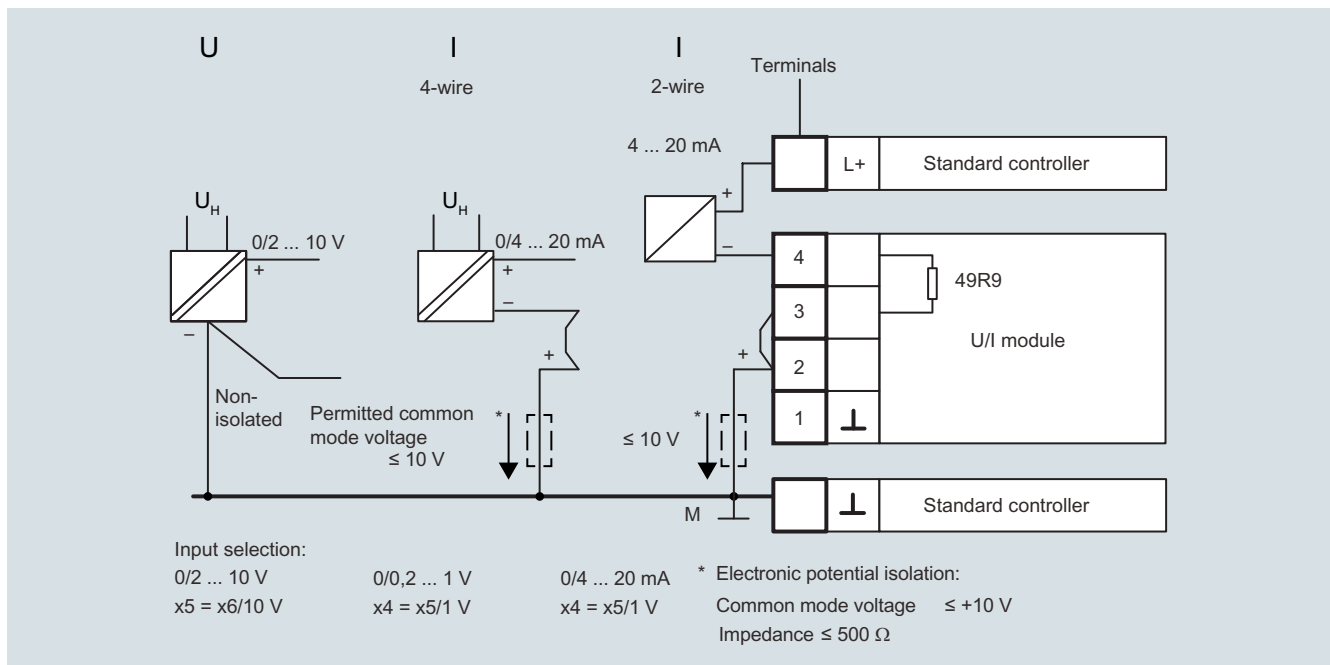 U
I
I
4-wire
2-wire
Terminals
4 ... 20 mA
L+
Standard controller
U_H
U_H
+
0/2 ... 10 V
+
0/4 ... 20 mA
+
–
–
4
49R9
3
U/I module
–
+
+
2
Non-
isolated
Permitted common
mode voltage
≤ 10 V
*
≤ 10 V
*
1
⊥
M
⊥
Standard controller
Input selection:
0/2 ... 10 V
0/0,2 ... 1 V
0/4 ... 20 mA
* Electronic potential isolation:
x5 = x6/10 V
x4 = x5/1 V
x4 = x5/1 V
Common mode voltage ≤ +10 V
Impedance ≤ 500 Ω